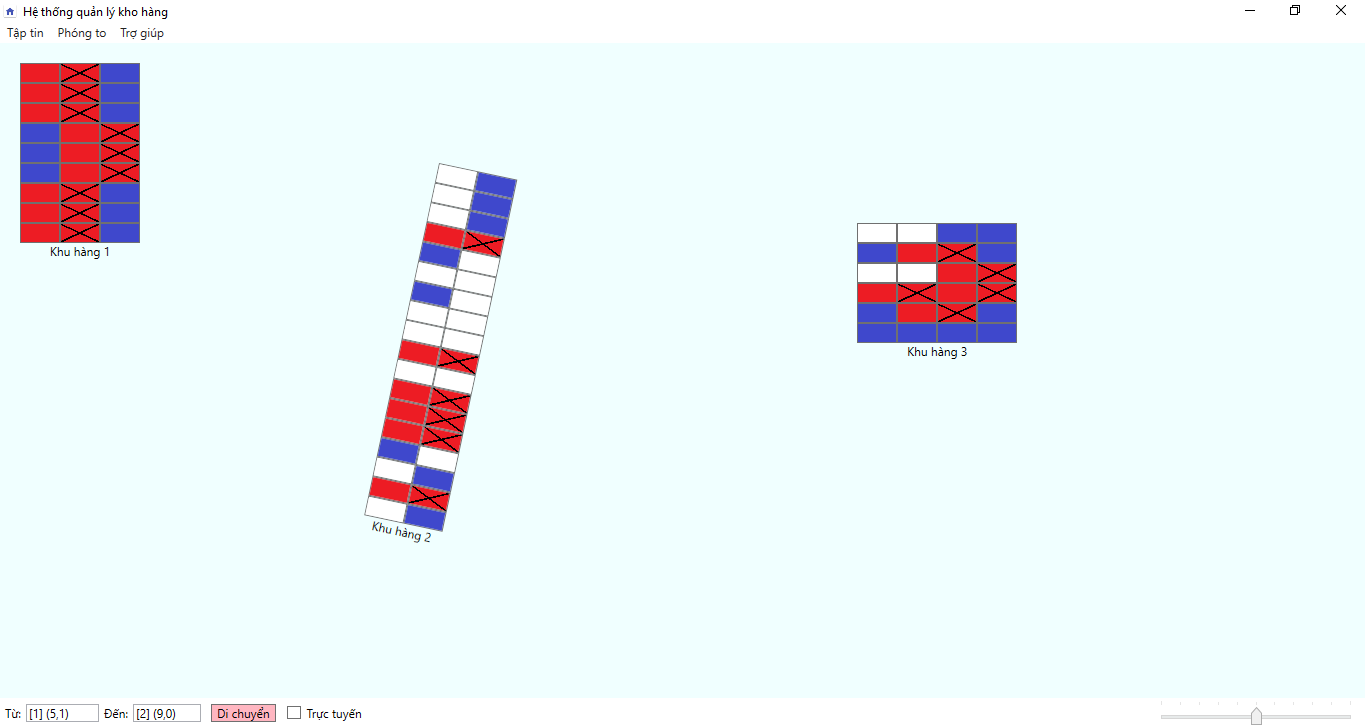 Hệ thống quản lý kho hàng
Tập tin Phóng to Trợ giúp
Khu hàng 1
Khu hàng 2
Khu hàng 3
Từ: [1] (5,1) Đến: [2] (9,0) Di chuyển Trực tuyến